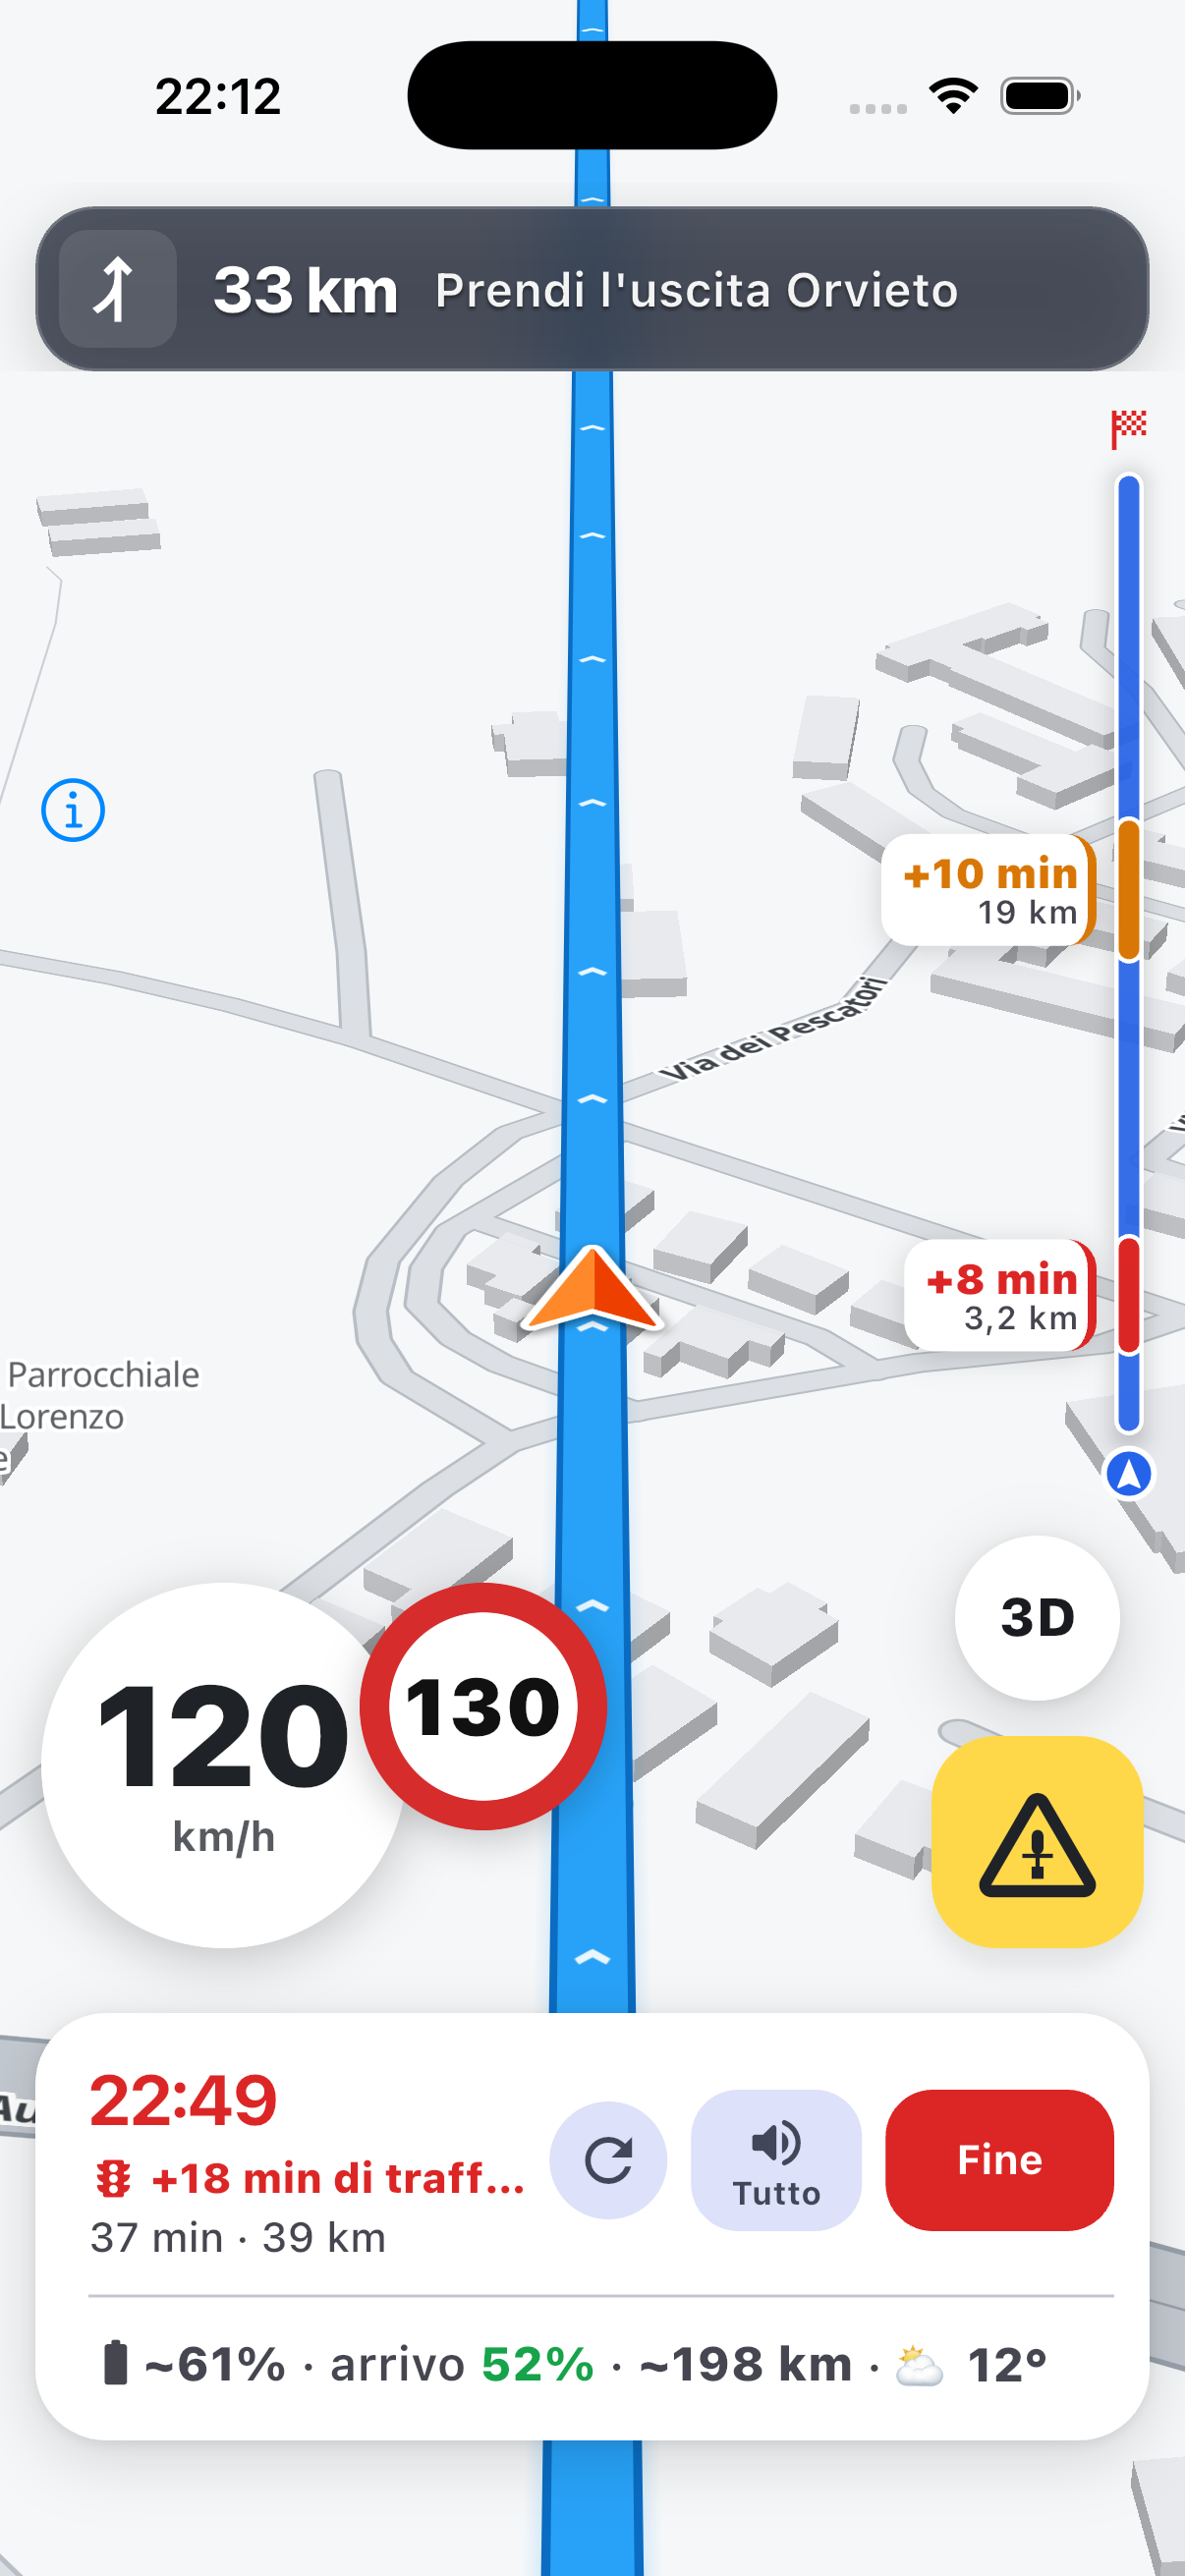 22:12
33 km Prendi l'uscita Orvieto
+10 min
19 km
Via dei Pescatori
+8 min
3,2 km
Parrocchiale
Lorenzo
e
3D
120
km/h
130
Au
22:49
+18 min di traff...
37 min · 39 km
Tutto
Fine
~61% · arrivo 52% · ~198 km · 12°